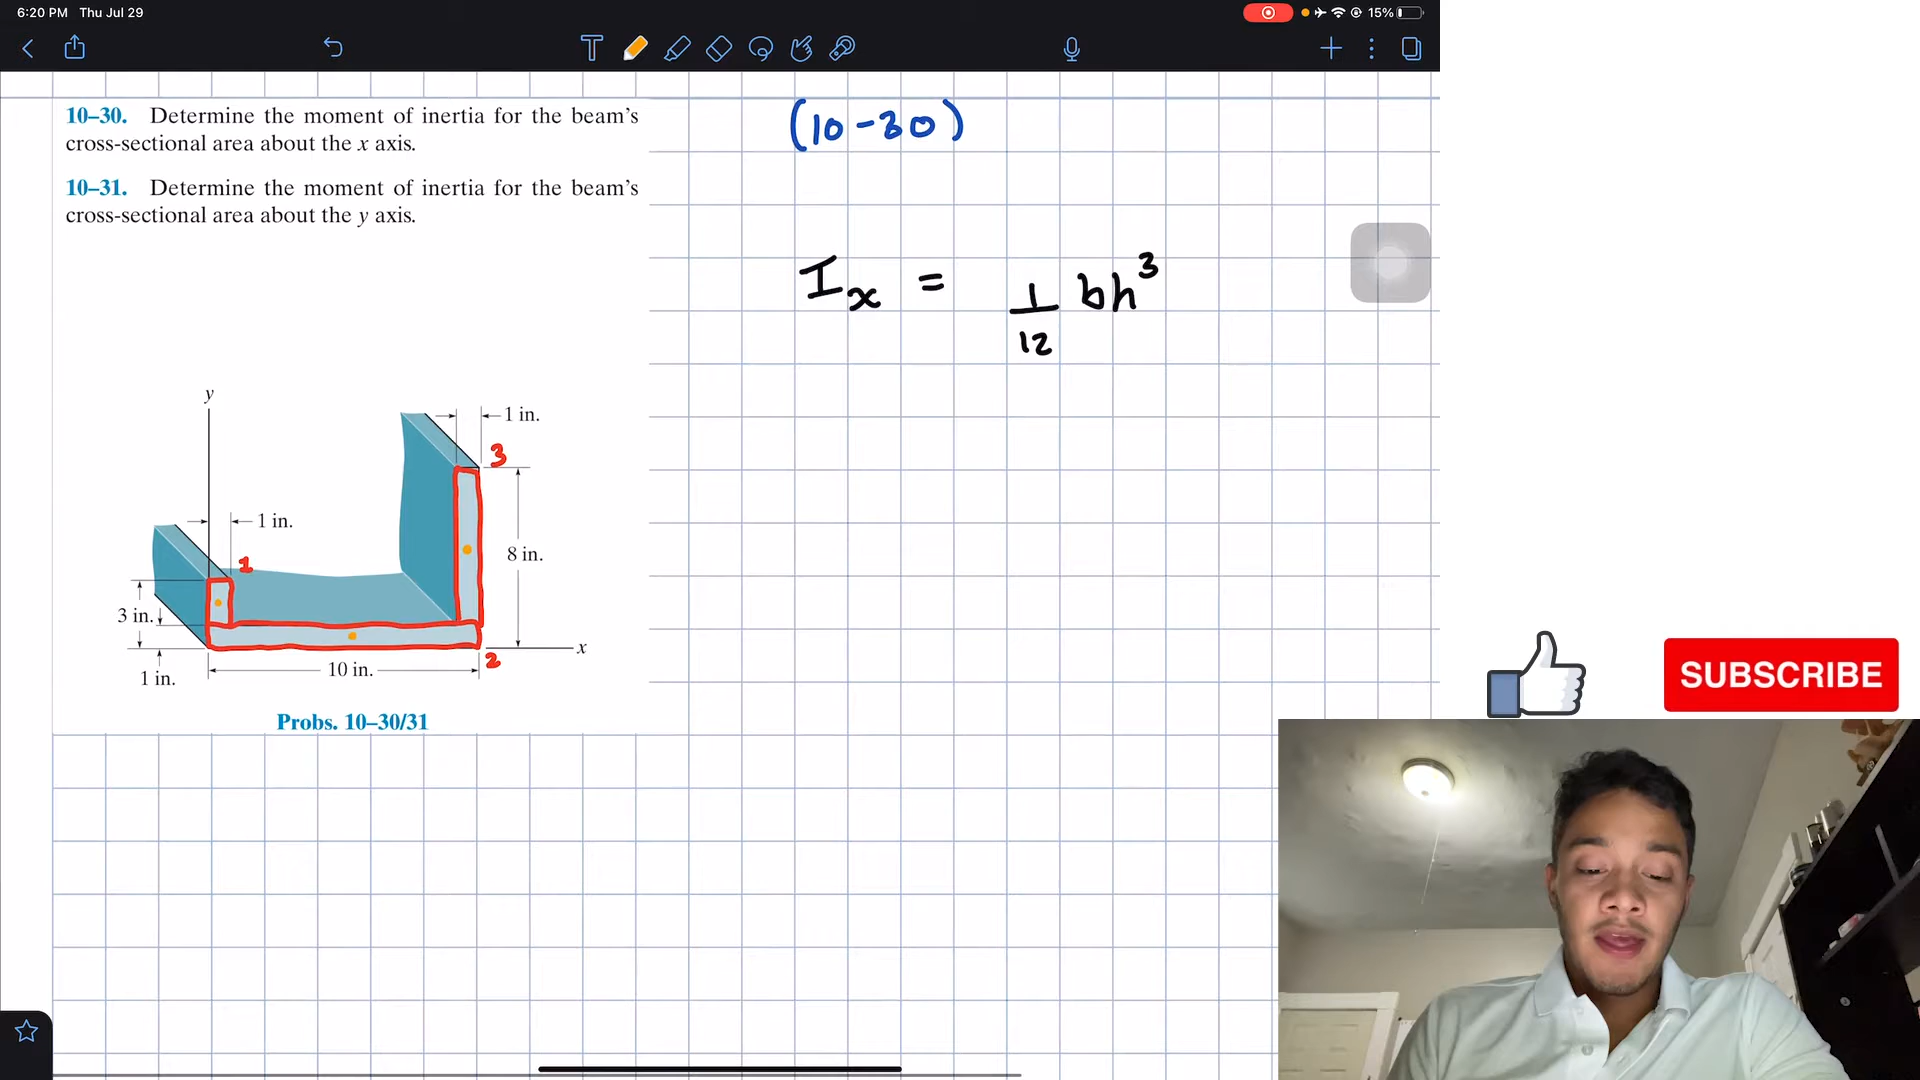 6:20 PM Thu Jul 29
15%
10–30. Determine the moment of inertia for the beam's
cross-sectional area about the x axis.
10–31. Determine the moment of inertia for the beam's
cross-sectional area about the y axis.
(10-30)
I x = 1/12 bh³
y
1 in.
3
1 in.
1
8 in.
3 in.
x
2
10 in.
1 in.
Probs. 10–30/31
SUBSCRIBE